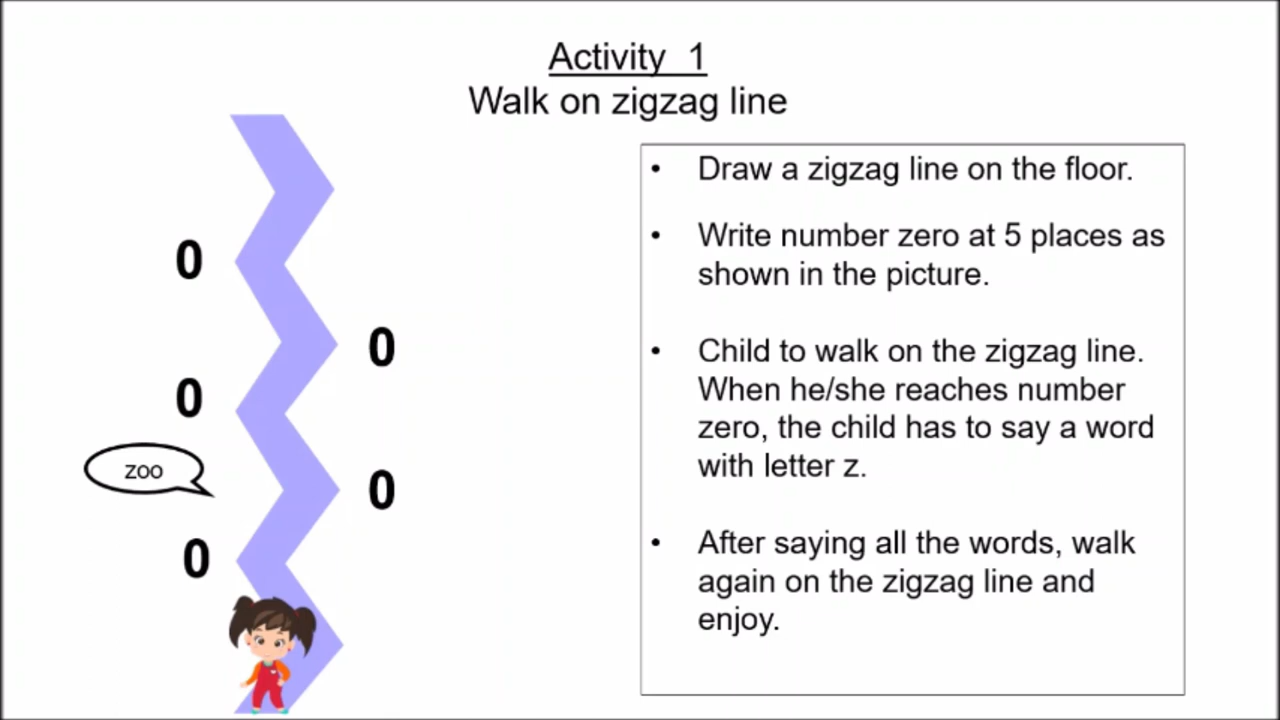 Activity 1
Walk on zigzag line
• Draw a zigzag line on the floor.
• Write number zero at 5 places as
shown in the picture.
• Child to walk on the zigzag line.
When he/she reaches number
zero, the child has to say a word
with letter z.
• After saying all the words, walk
again on the zigzag line and
enjoy.
0
0
0
zoo
0
0